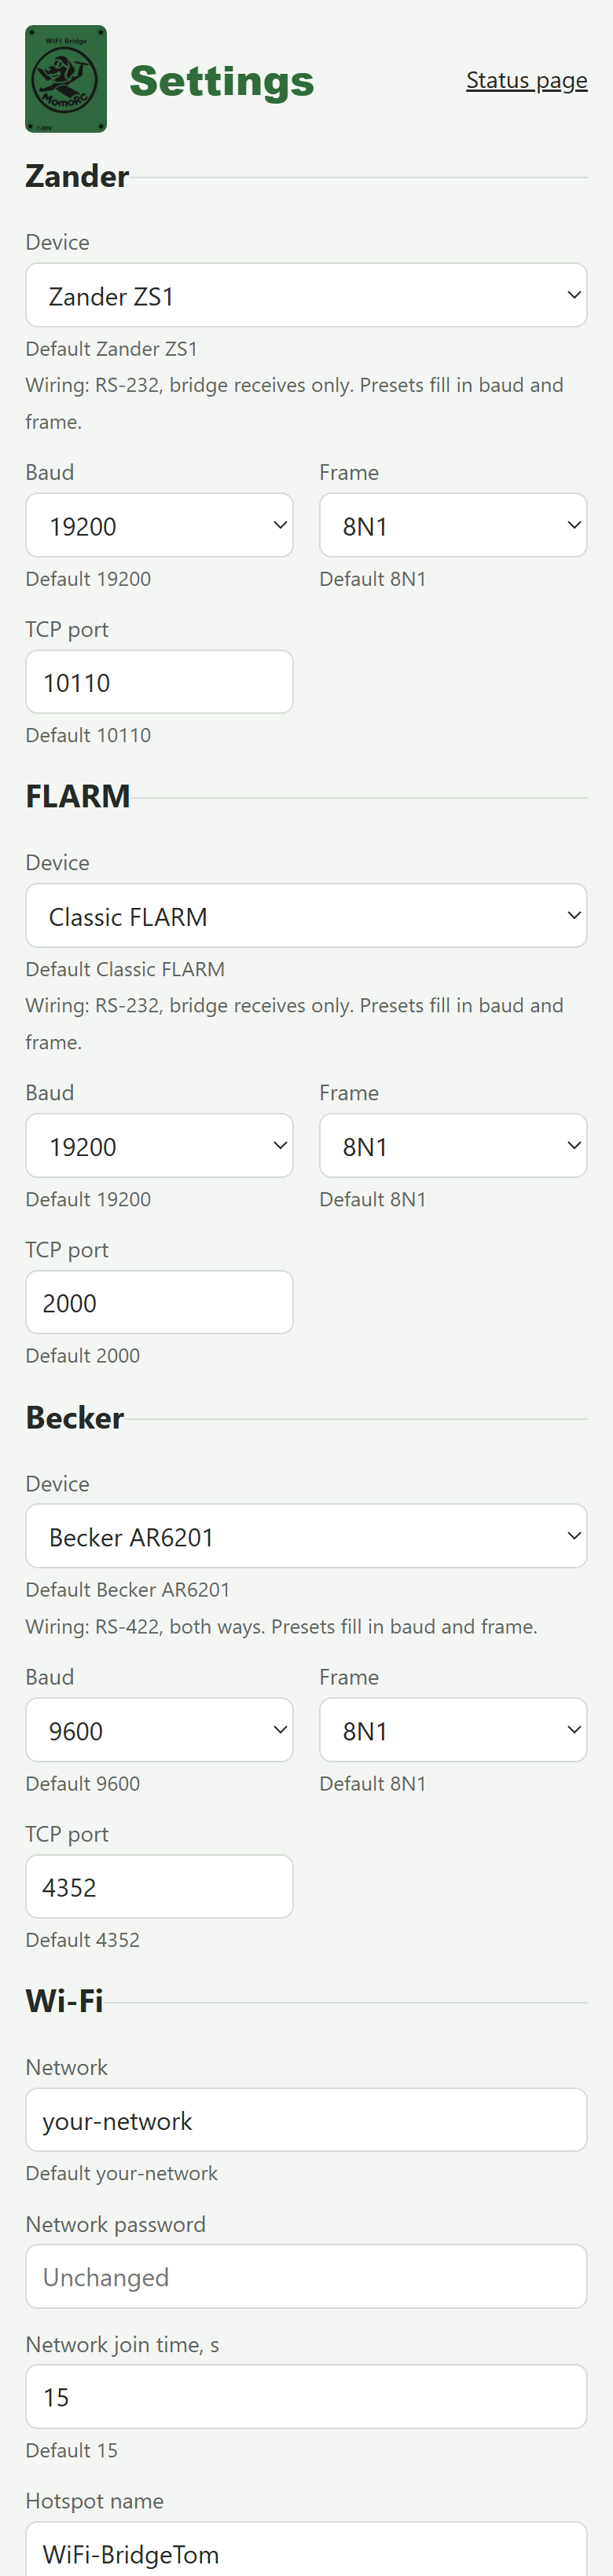 WiFi Bridge
MomoRC
Settings
Status page
Zander
Device
Zander ZS1
Default Zander ZS1
Wiring: RS-232, bridge receives only. Presets fill in baud and
frame.
Baud
Frame
19200
8N1
Default 19200
Default 8N1
TCP port
10110
Default 10110
FLARM
Device
Classic FLARM
Default Classic FLARM
Wiring: RS-232, bridge receives only. Presets fill in baud and
frame.
Baud
Frame
19200
8N1
Default 19200
Default 8N1
TCP port
2000
Default 2000
Becker
Device
Becker AR6201
Default Becker AR6201
Wiring: RS-422, both ways. Presets fill in baud and frame.
Baud
Frame
9600
8N1
Default 9600
Default 8N1
TCP port
4352
Default 4352
Wi-Fi
Network
your-network
Default your-network
Network password
Unchanged
Network join time, s
15
Default 15
Hotspot name
WiFi-BridgeTom